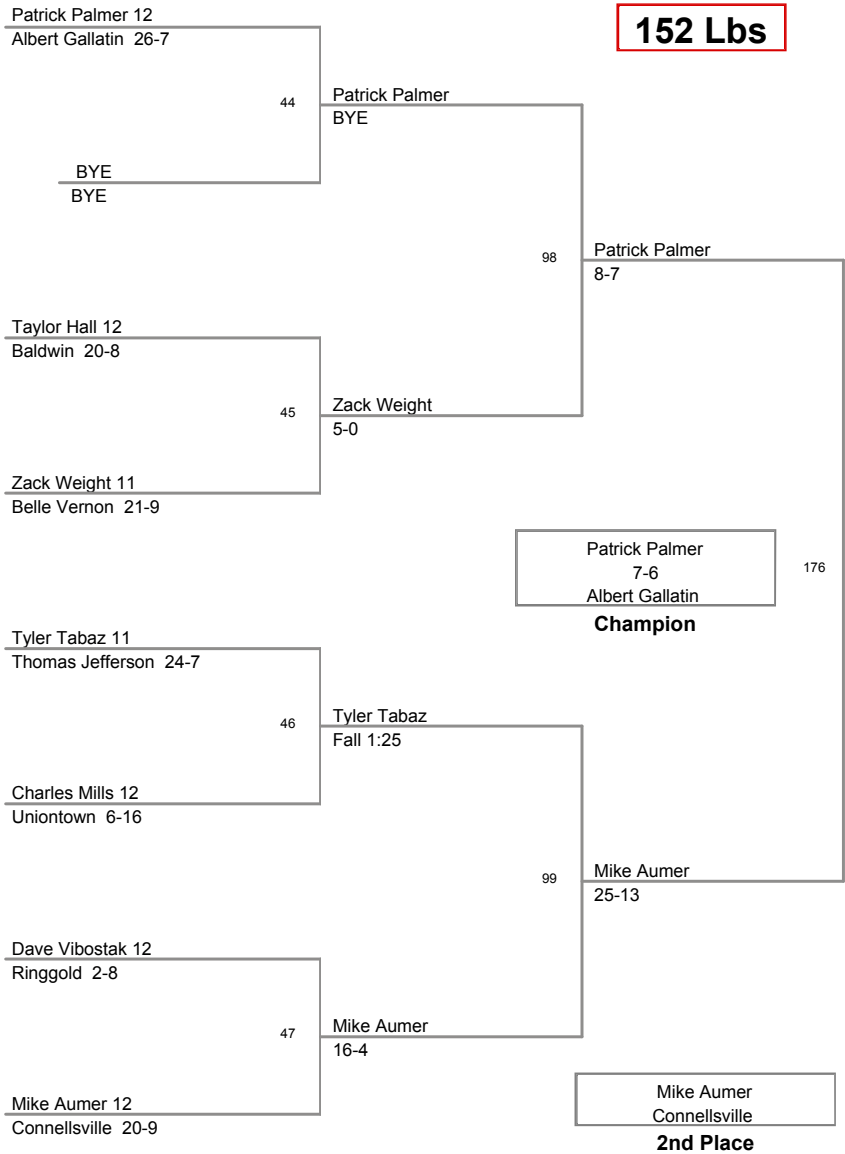 Patrick Palmer 12
Albert Gallatin 26-7
152 Lbs
44
Patrick Palmer
BYE
BYE
BYE
98
Patrick Palmer
8-7
Taylor Hall 12
Baldwin 20-8
45
Zack Weight
5-0
Zack Weight 11
Belle Vernon 21-9
Patrick Palmer
7-6
Albert Gallatin
Champion
176
Tyler Tabaz 11
Thomas Jefferson 24-7
46
Tyler Tabaz
Fall 1:25
Charles Mills 12
Uniontown 6-16
99
Mike Aumer
25-13
Dave Vibostak 12
Ringgold 2-8
47
Mike Aumer
16-4
Mike Aumer 12
Connellsville 20-9
Mike Aumer
Connellsville
2nd Place